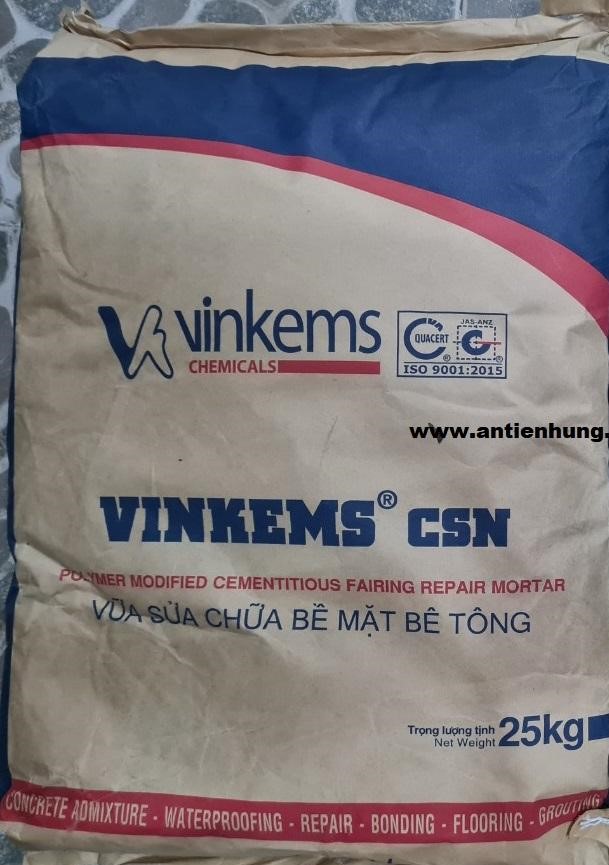 vinkems
CHEMICALS
QUACERT
JAS-ANZ
ISO 9001:2015
www.antienhung.
VINKEMS® CSN
POLYMER MODIFIED CEMENTITIOUS FAIRING REPAIR MORTAR
VỮA SỬA CHỮA BỀ MẶT BÊ TÔNG
Trọng lượng tịnh
Net Weight
25kg
CONCRETE ADMIXTURE - WATERPROOFING - REPAIR - BONDING - FLOORING - GROUTING